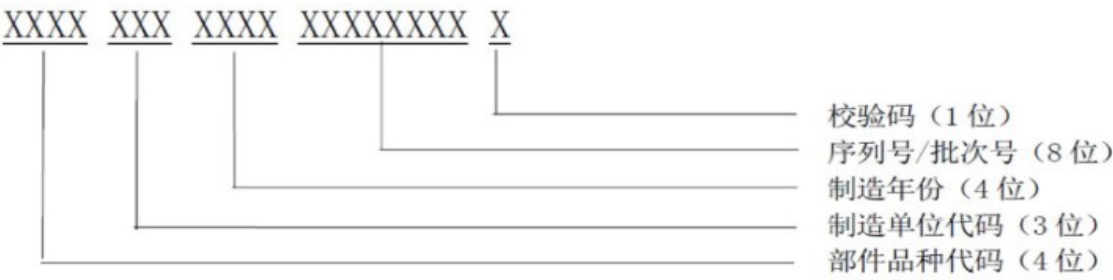 XXXX XXX XXXX XXXXXXXX X
校验码（1 位）
序列号/批次号（8 位）
制造年份（4 位）
制造单位代码（3 位）
部件品种代码（4 位）